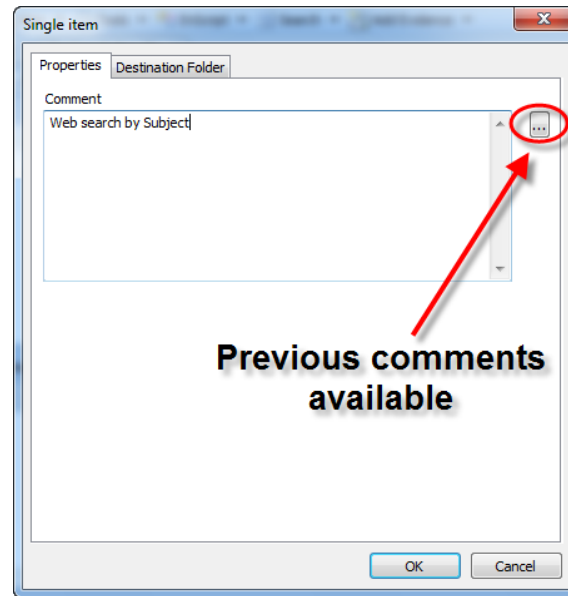 Single item
Properties
Destination Folder
Comment
Web search by Subject
...
Previous comments
available
OK
Cancel